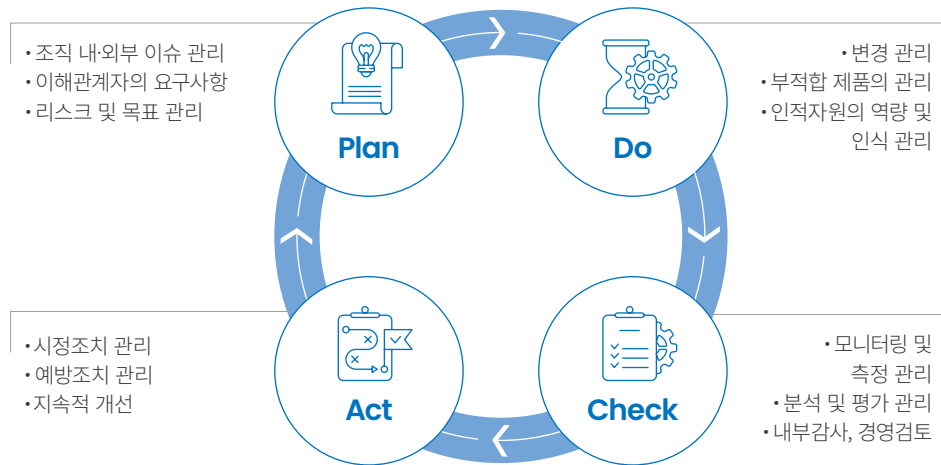 • 조직 내·외부 이슈 관리
• 이해관계자의 요구사항
• 리스크 및 목표 관리
Plan
Do
• 변경 관리
• 부적합 제품의 관리
• 인적자원의 역량 및
인식 관리
• 시정조치 관리
• 예방조치 관리
• 지속적 개선
Act
Check
• 모니터링 및
측정 관리
• 분석 및 평가 관리
• 내부감사, 경영검토